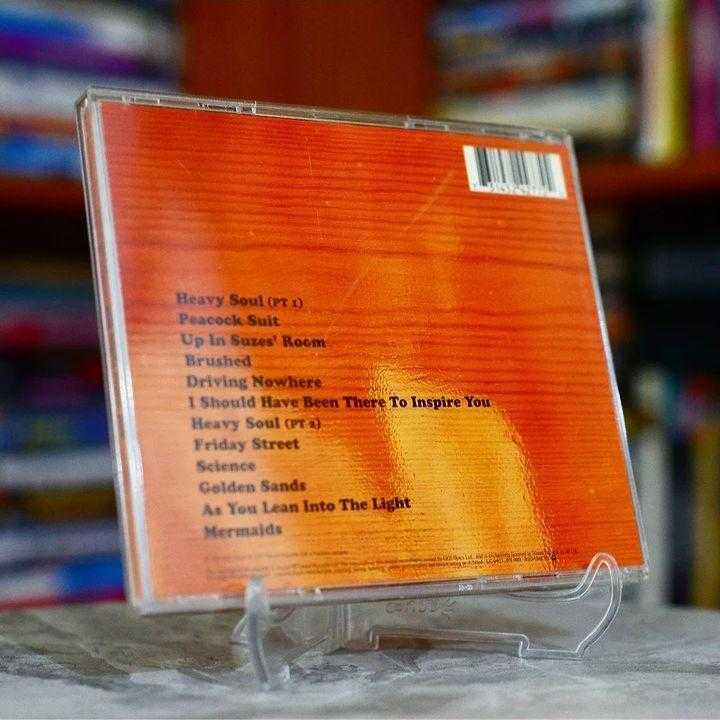 Heavy Soul (PT 1)
Peacock Suit
Up In Suzes' Room
Brushed
Driving Nowhere
I Should Have Been There To Inspire You
Heavy Soul (PT 2)
Friday Street
Science
Golden Sands
As You Lean Into The Light
Mermaids